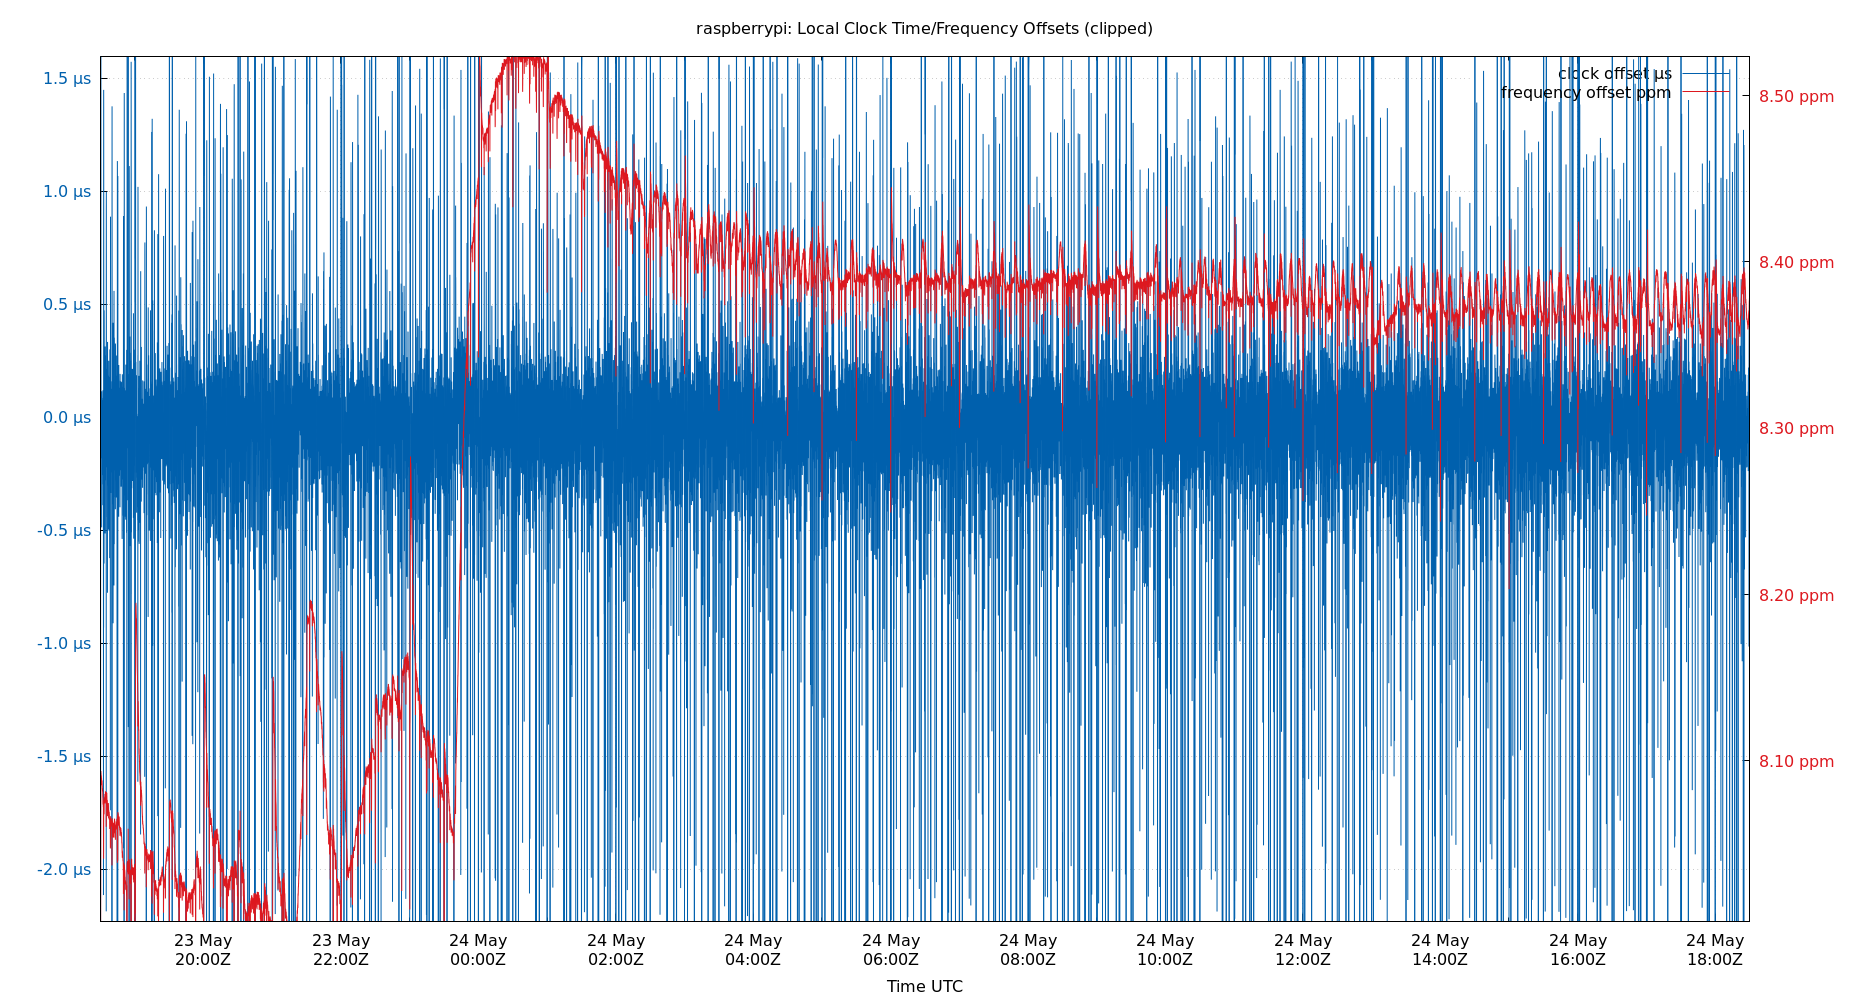 raspberrypi: Local Clock Time/Frequency Offsets (clipped)
clock offset µs
frequency offset ppm
1.5 µs
1.0 µs
0.5 µs
0.0 µs
-0.5 µs
-1.0 µs
-1.5 µs
-2.0 µs
8.50 ppm
8.40 ppm
8.30 ppm
8.20 ppm
8.10 ppm
23 May 23 May 24 May 24 May 24 May 24 May 24 May 24 May 24 May 24 May 24 May 24 May
20:00Z 22:00Z 00:00Z 02:00Z 04:00Z 06:00Z 08:00Z 10:00Z 12:00Z 14:00Z 16:00Z 18:00Z
Time UTC